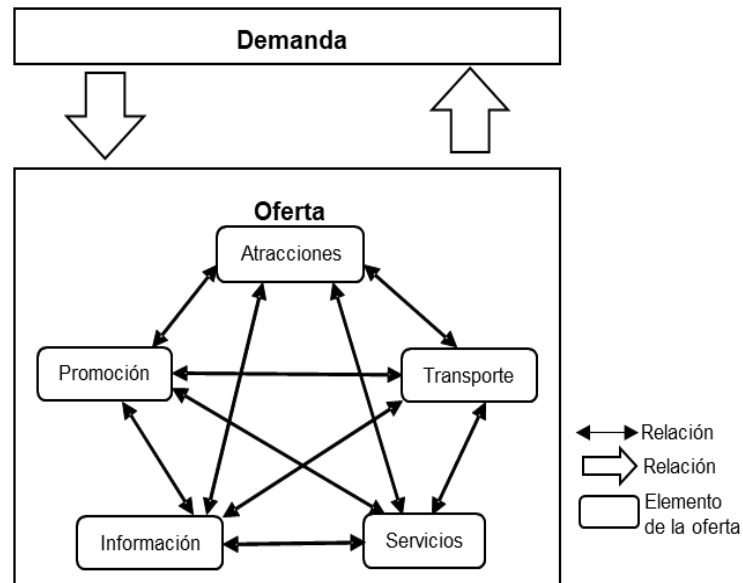 Demanda
Oferta
Atracciones
Promoción
Transporte
Información
Servicios
Relación
Relación
Elemento
de la oferta